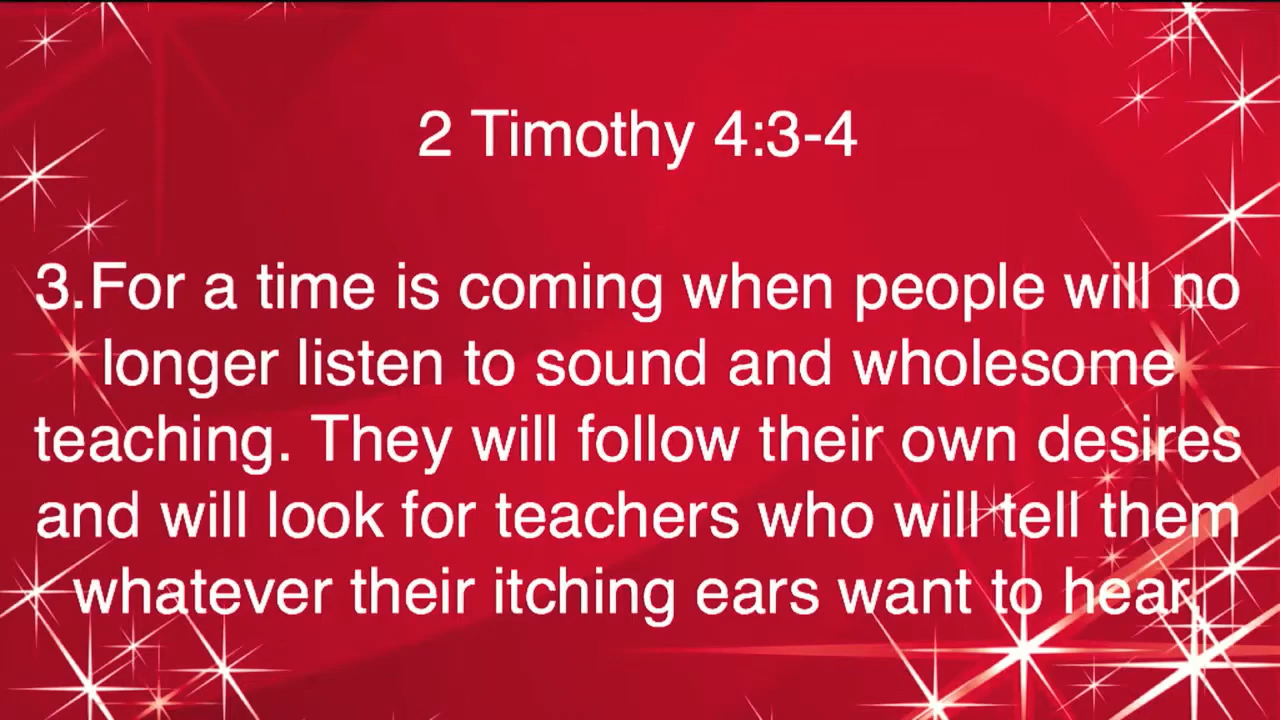 2 Timothy 4:3-4
3.For a time is coming when people will no
longer listen to sound and wholesome
teaching. They will follow their own desires
and will look for teachers who will tell them
whatever their itching ears want to hear,